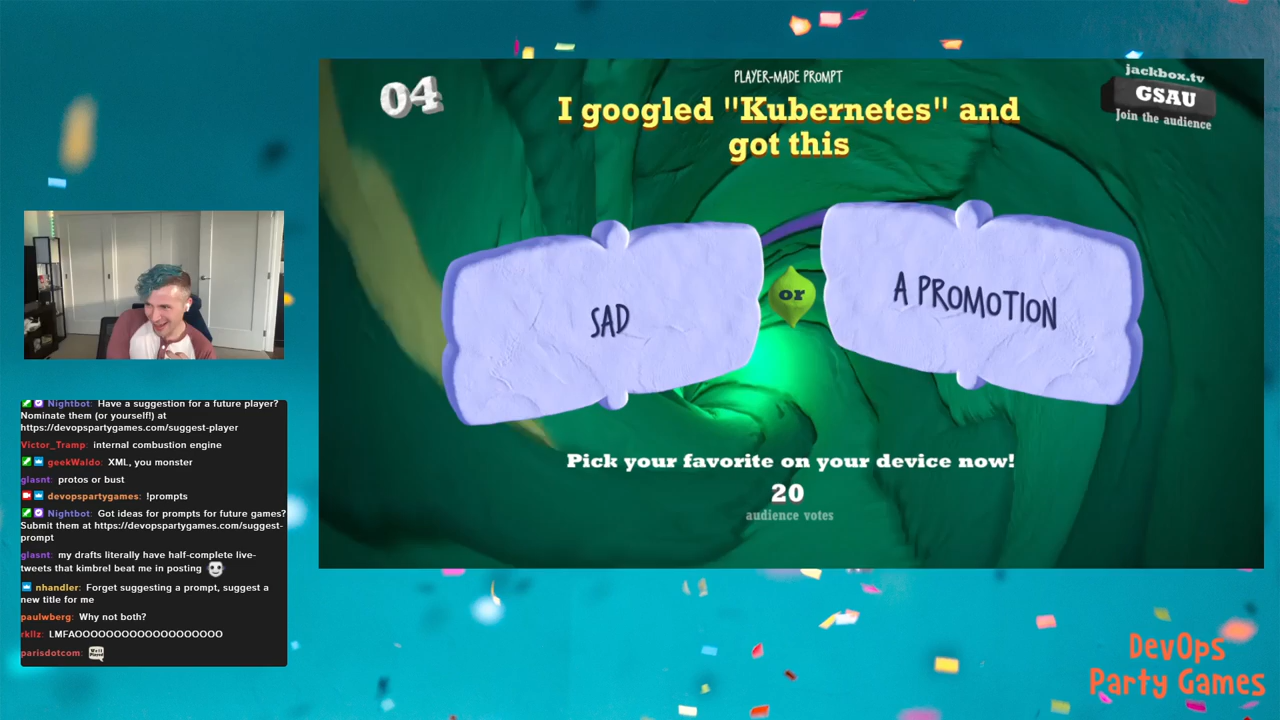 04
PLAYER-MADE PROMPT
I googled "Kubernetes" and
got this
jackbox.tv
GSAU
Join the audience
SAD
or
A PROMOTION
Pick your favorite on your device now!
20
audience votes
Nightbot: Have a suggestion for a future player?
Nominate them (or yourself!) at
https://devopspartygames.com/suggest-player
Victor_Tramp: internal combustion engine
geekWaldo: XML, you monster
glasnt: protos or bust
devopspartygames: !prompts
Nightbot: Got ideas for prompts for future games?
Submit them at https://devopspartygames.com/suggest-
prompt
glasnt: my drafts literally have half-complete live-
tweets that kimbrel beat me in posting
nhandler: Forget suggesting a prompt, suggest a
new title for me
paulwberg: Why not both?
rkllz: LMFAOOOOOOOOOOOOOOOOOOO
parisdotcom:
DevOps
Party Games